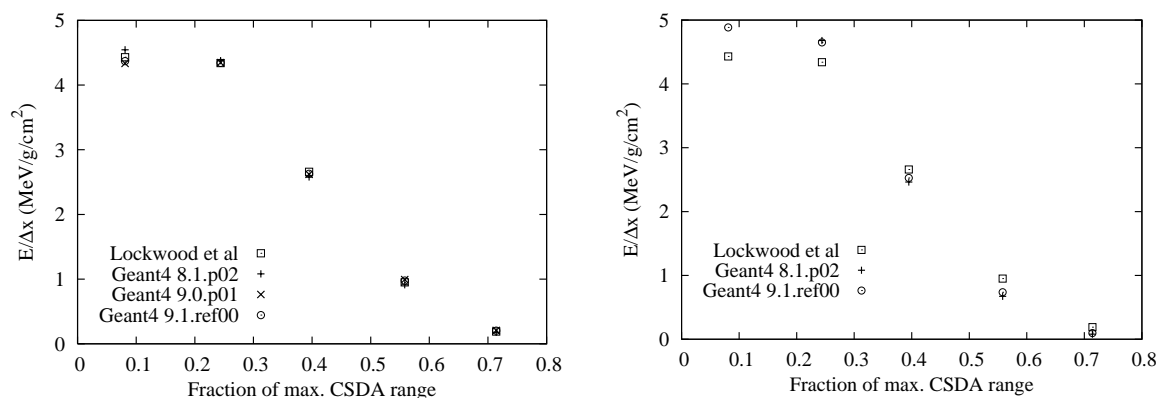 5
4
3
2
1
0
0 0.1 0.2 0.3 0.4 0.5 0.6 0.7 0.8
E/Δx (MeV/g/cm²)
Fraction of max. CSDA range
Lockwood et al
Geant4 8.1.p02
Geant4 9.0.p01
Geant4 9.1.ref00
5
4
3
2
1
0
0 0.1 0.2 0.3 0.4 0.5 0.6 0.7 0.8
E/Δx (MeV/g/cm²)
Fraction of max. CSDA range
Lockwood et al
Geant4 8.1.p02
Geant4 9.1.ref00